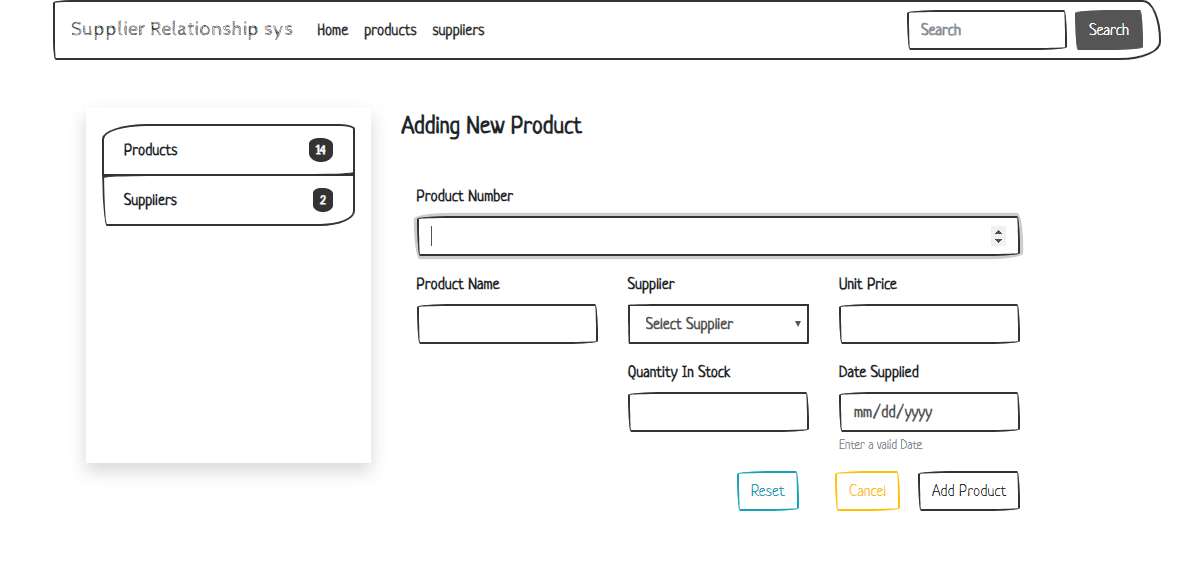 Supplier Relationship sys Home products suppliers Search Search
Adding New Product
Products 14
Suppliers 2
Product Number
Product Name Supplier Unit Price
Select Supplier
Quantity In Stock Date Supplied
mm/dd/yyyy
Enter a valid Date
Reset Cancel Add Product